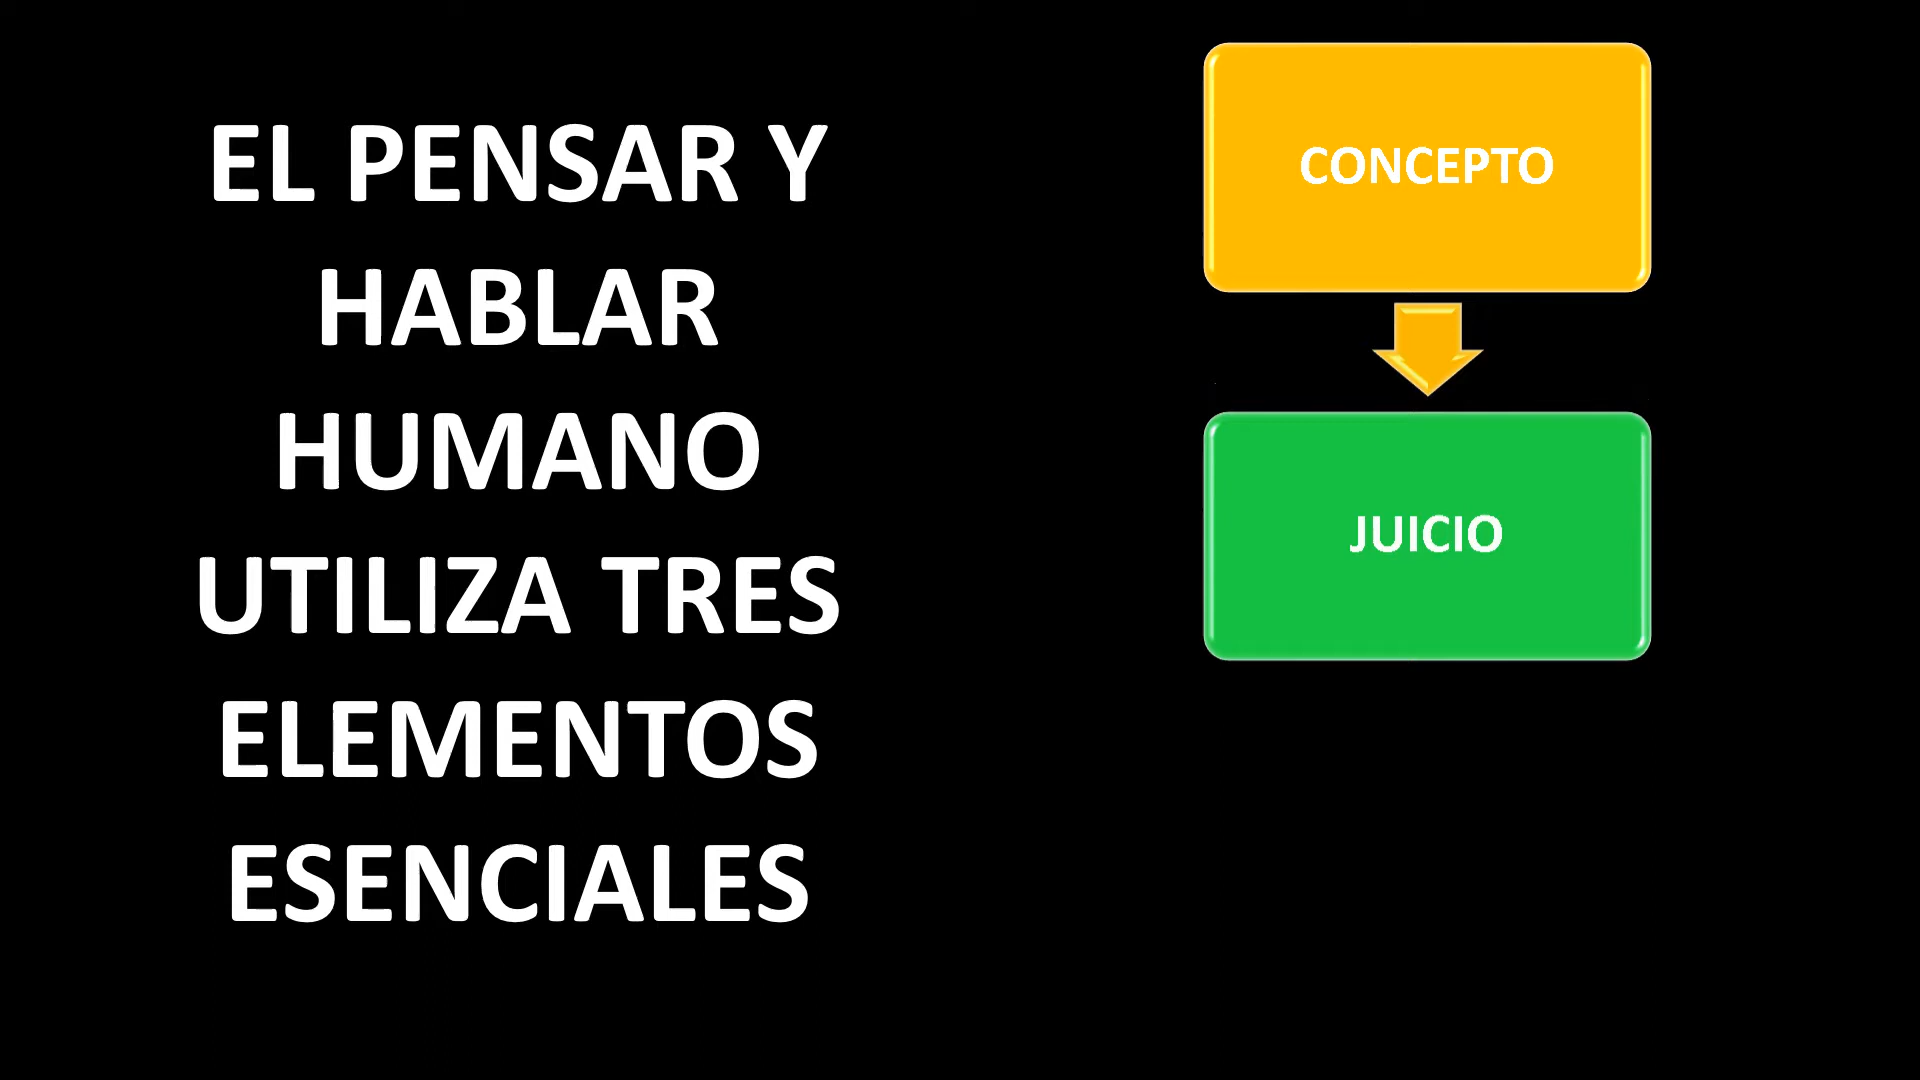 EL PENSAR Y
HABLAR
HUMANO
UTILIZA TRES
ELEMENTOS
ESENCIALES
CONCEPTO
JUICIO